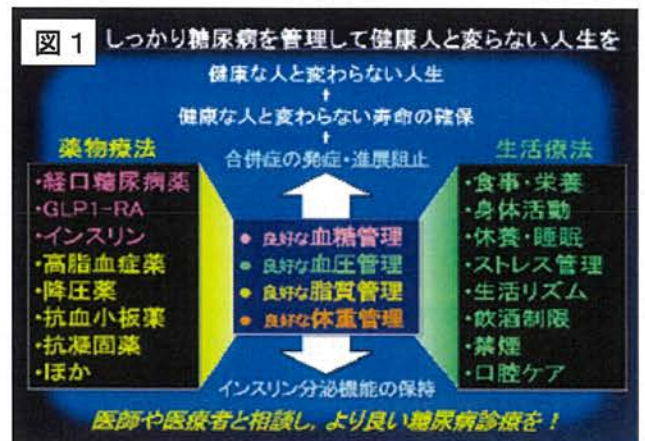 図1
しっかり糖尿病を管理して健康人と変らない人生を
健康な人と変わらない人生
↑
健康な人と変わらない寿命の確保
↑
合併症の発症・進展阻止
薬物療法
・経口糖尿病薬
・GLP1-RA
・インスリン
・高脂血症薬
・降圧薬
・抗血小板薬
・抗凝固薬
・ほか
● 良好な血糖管理
● 良好な血圧管理
● 良好な脂質管理
● 良好な体重管理
生活療法
・食事・栄養
・身体活動
・休養・睡眠
・ストレス管理
・生活リズム
・飲酒制限
・禁煙
・口腔ケア
インスリン分泌機能の保持
医師や医療者と相談し，より良い糖尿病診療を！